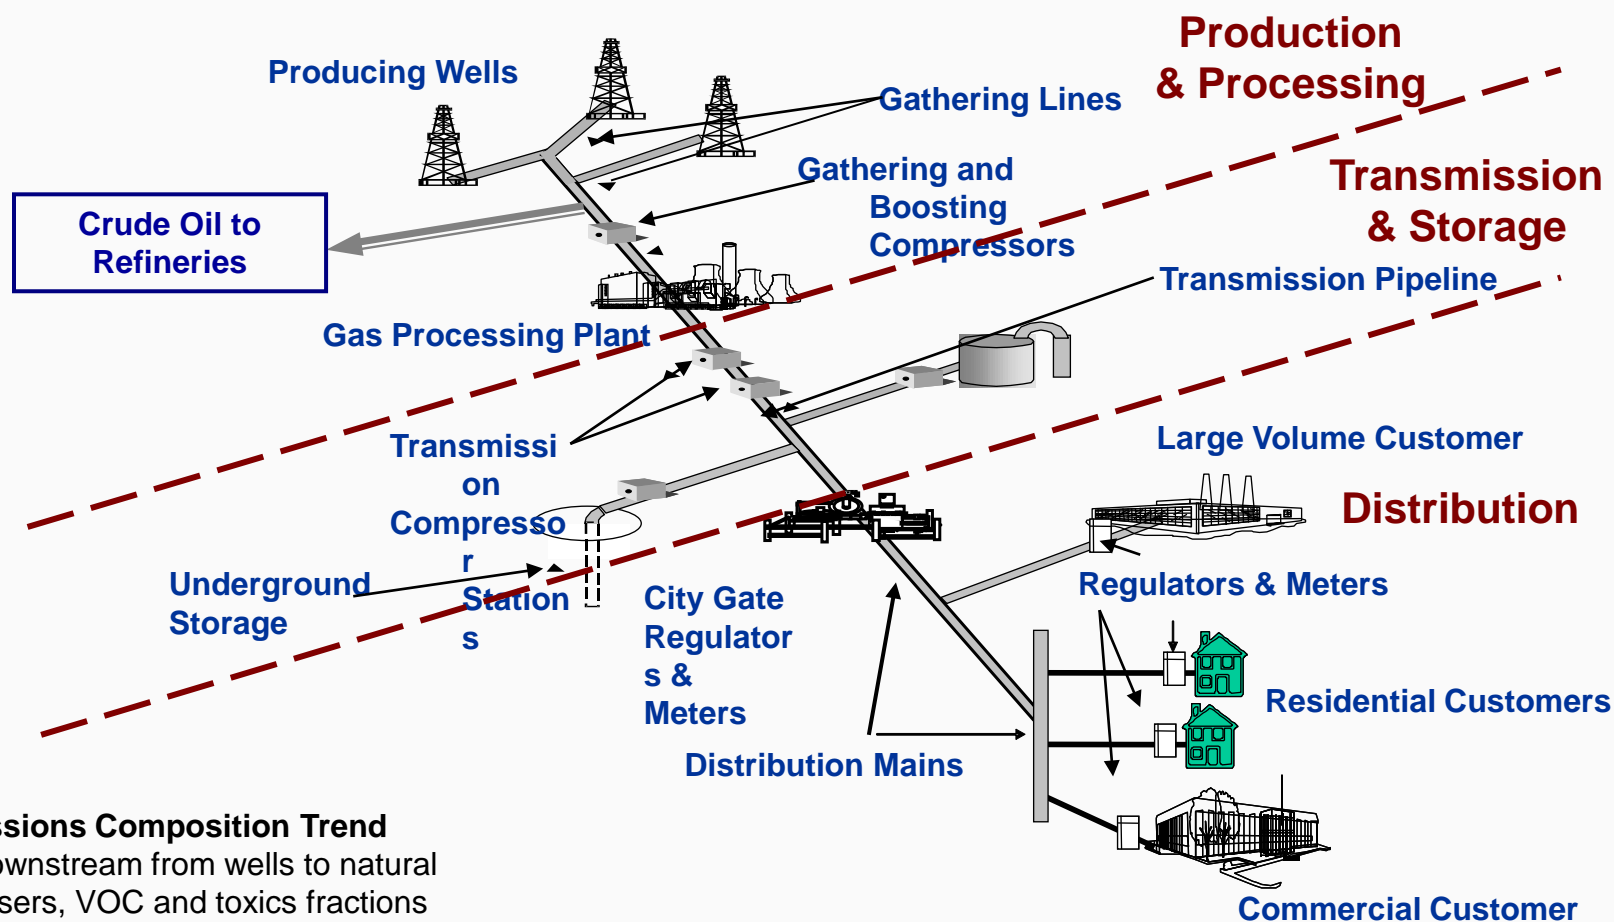 Production
& Processing
Producing Wells
Gathering Lines
Gathering and
Boosting
Compressors
Transmission
& Storage
Crude Oil to
Refineries
Transmission Pipeline
Gas Processing Plant
Transmissi
on
Compresso
r
Station
s
Large Volume Customer
Distribution
Underground
Storage
City Gate
Regulator
s &
Meters
Regulators & Meters
Residential Customers
Distribution Mains
ssions Composition Trend
ownstream from wells to natural
sers, VOC and toxics fractions
Commercial Customer